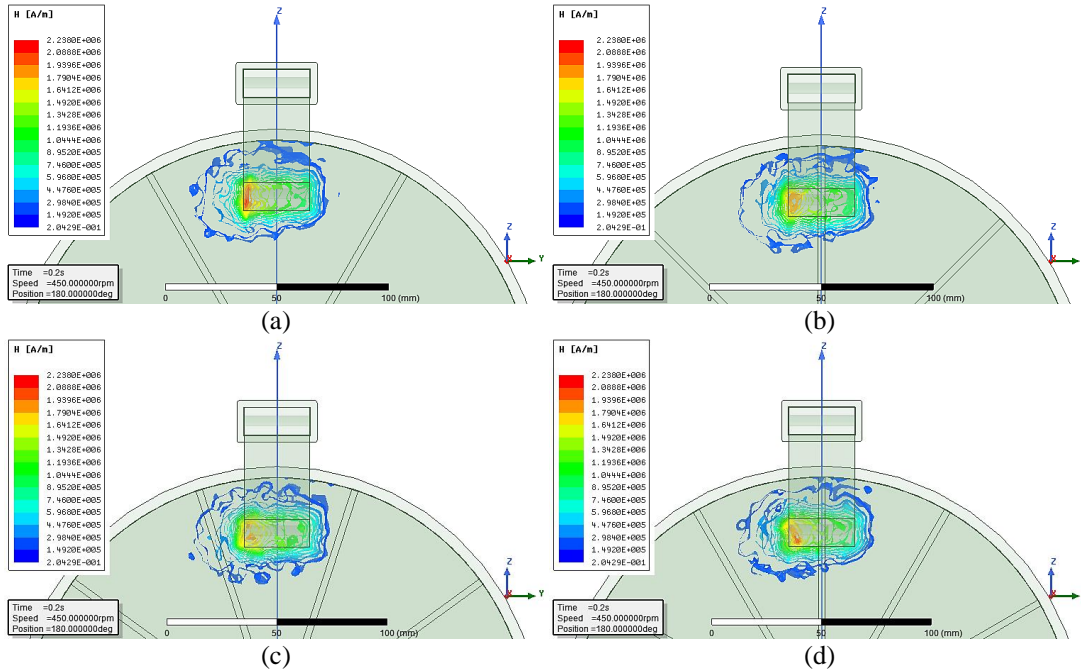 H [A/m]
2.2380E+006
2.0888E+006
1.9396E+006
1.7904E+006
1.6412E+006
1.4920E+006
1.3428E+006
1.1936E+006
1.0444E+006
8.9520E+005
7.4600E+005
5.9680E+005
4.4760E+005
2.9840E+005
1.4920E+005
2.0429E-001
Z
Z
Y
Time =0.2s
Speed =450.000000rpm
Position =180.000000deg
0 50 100 (mm)
(a)
H [A/m]
2.2380E+06
2.0888E+06
1.9396E+06
1.7904E+06
1.6412E+06
1.4920E+06
1.3428E+06
1.1936E+06
1.0444E+06
8.9520E+05
7.4600E+05
5.9680E+05
4.4760E+05
2.9840E+05
1.4920E+05
2.0429E-01
Z
Z
Time =0.2s
Speed =450.000000rpm
Position =180.000000deg
0 50 100 (mm)
(b)
H [A/m]
2.2380E+006
2.0888E+006
1.9396E+006
1.7904E+006
1.6412E+006
1.4920E+006
1.3428E+006
1.1936E+006
1.0444E+006
8.9520E+005
7.4600E+005
5.9680E+005
4.4760E+005
2.9840E+005
1.4920E+005
2.0429E-001
Z
Z
Y
Time =0.2s
Speed =450.000000rpm
Position =180.000000deg
0 50 100 (mm)
(c)
H [A/m]
2.2380E+006
2.0888E+006
1.9396E+006
1.7904E+006
1.6412E+006
1.4920E+006
1.3428E+006
1.1936E+006
1.0444E+006
8.9520E+005
7.4600E+005
5.9680E+005
4.4760E+005
2.9840E+005
1.4920E+005
2.0429E-001
Z
Z
Time =0.2s
Speed =450.000000rpm
Position =180.000000deg
0 50 100 (mm)
(d)